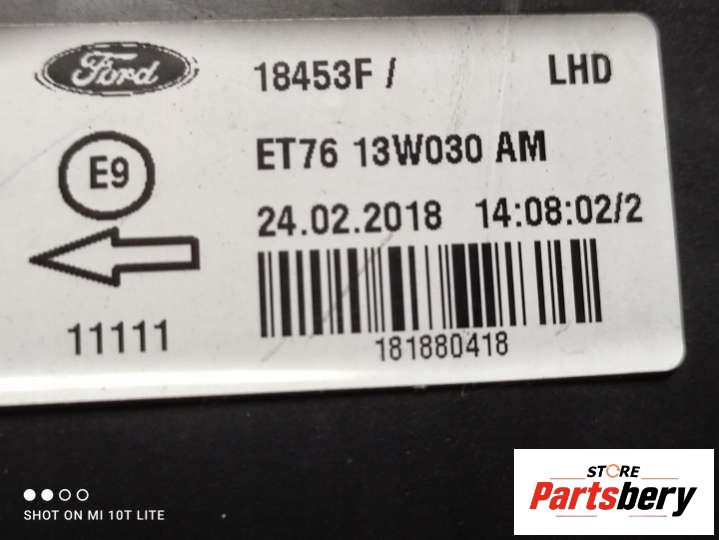 Ford
18453F / LHD
E9
ET76 13W030 AM
24.02.2018 14:08:02/2
11111
181880418
SHOT ON MI 10T LITE
STORE
Partsbery